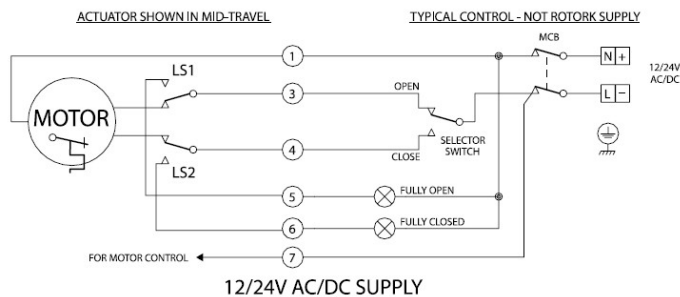 ACTUATOR SHOWN IN MID-TRAVEL
TYPICAL CONTROL - NOT ROTORK SUPPLY
MCB
1
N +
12/24V
AC/DC
LS1
OPEN
3
L -
MOTOR
SELECTOR
SWITCH
4
CLOSE
LS2
5
FULLY OPEN
6
FULLY CLOSED
FOR MOTOR CONTROL
7
12/24V AC/DC SUPPLY